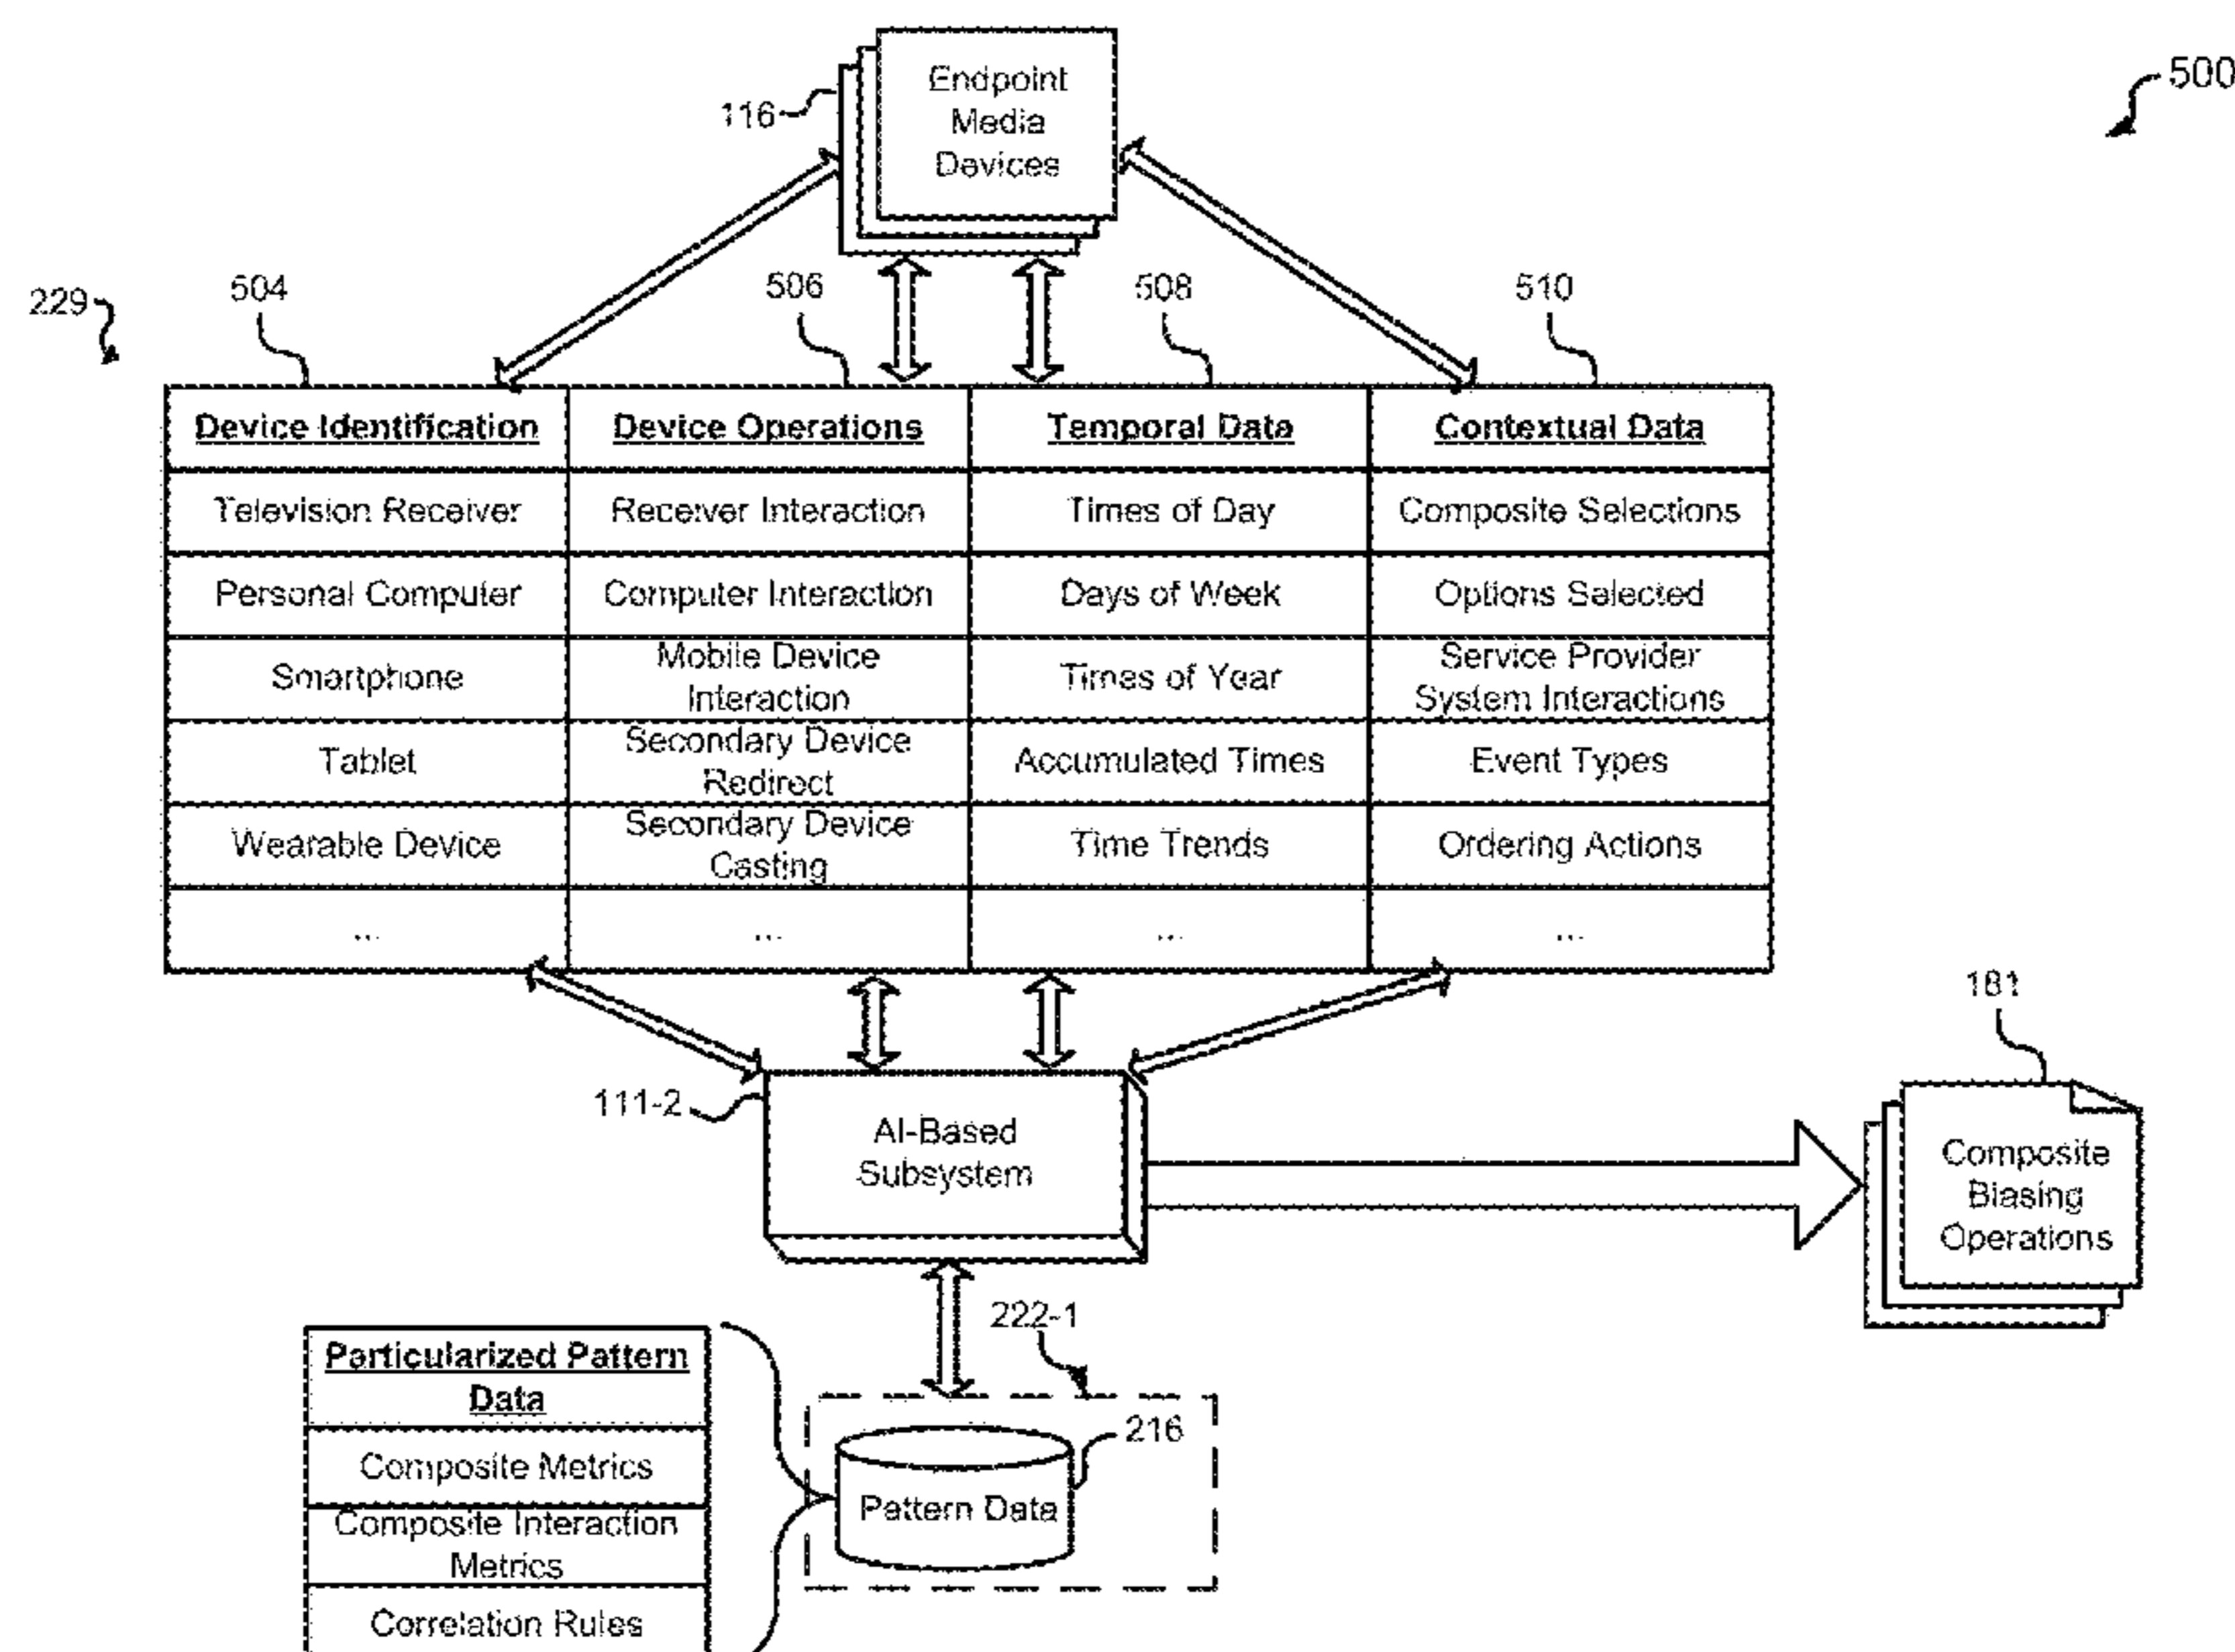 500
Endpoint
Media
Devices
116
229
504
506
508
510
Device Identification
Device Operations
Temporal Data
Contextual Data
Television Receiver
Receiver Interaction
Times of Day
Composite Selections
Personal Computer
Computer Interaction
Days of Week
Options Selected
Smartphone
Mobile Device
Interaction
Times of Year
Service Provider
System Interactions
Tablet
Secondary Device
Redirect
Accumulated Times
Event Types
Wearable Device
Secondary Device
Casting
Time Trends
Ordering Actions
...
...
...
...
181
111-2
AI-Based
Subsystem
Composite
Biasing
Operations
222-1
Particularized Pattern
Data
Composite Metrics
Composite Interaction
Metrics
Correlation Rules
216
Pattern Data